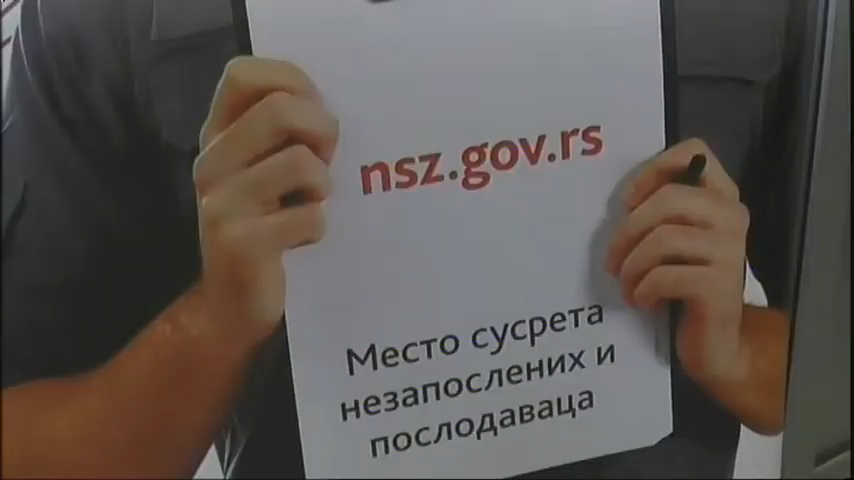 nsz.gov.rs
Место сусрета
незапослених и
послодаваца